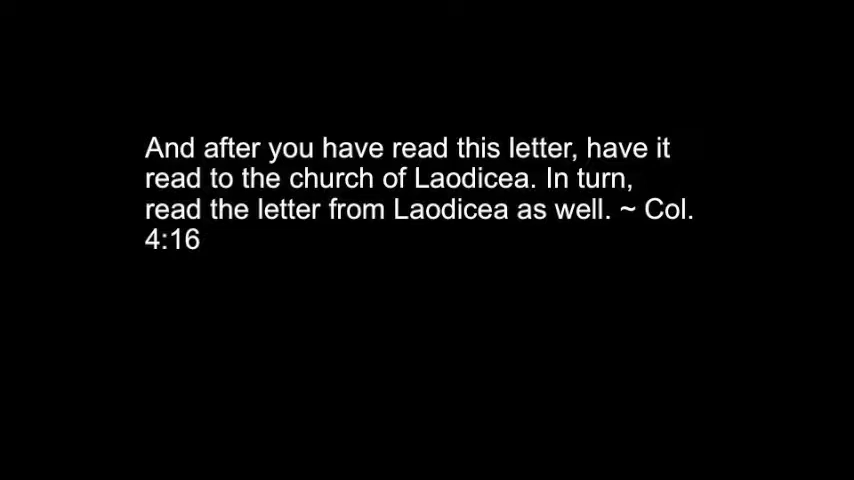 And after you have read this letter, have it
read to the church of Laodicea. In turn,
read the letter from Laodicea as well. ~ Col.
4:16